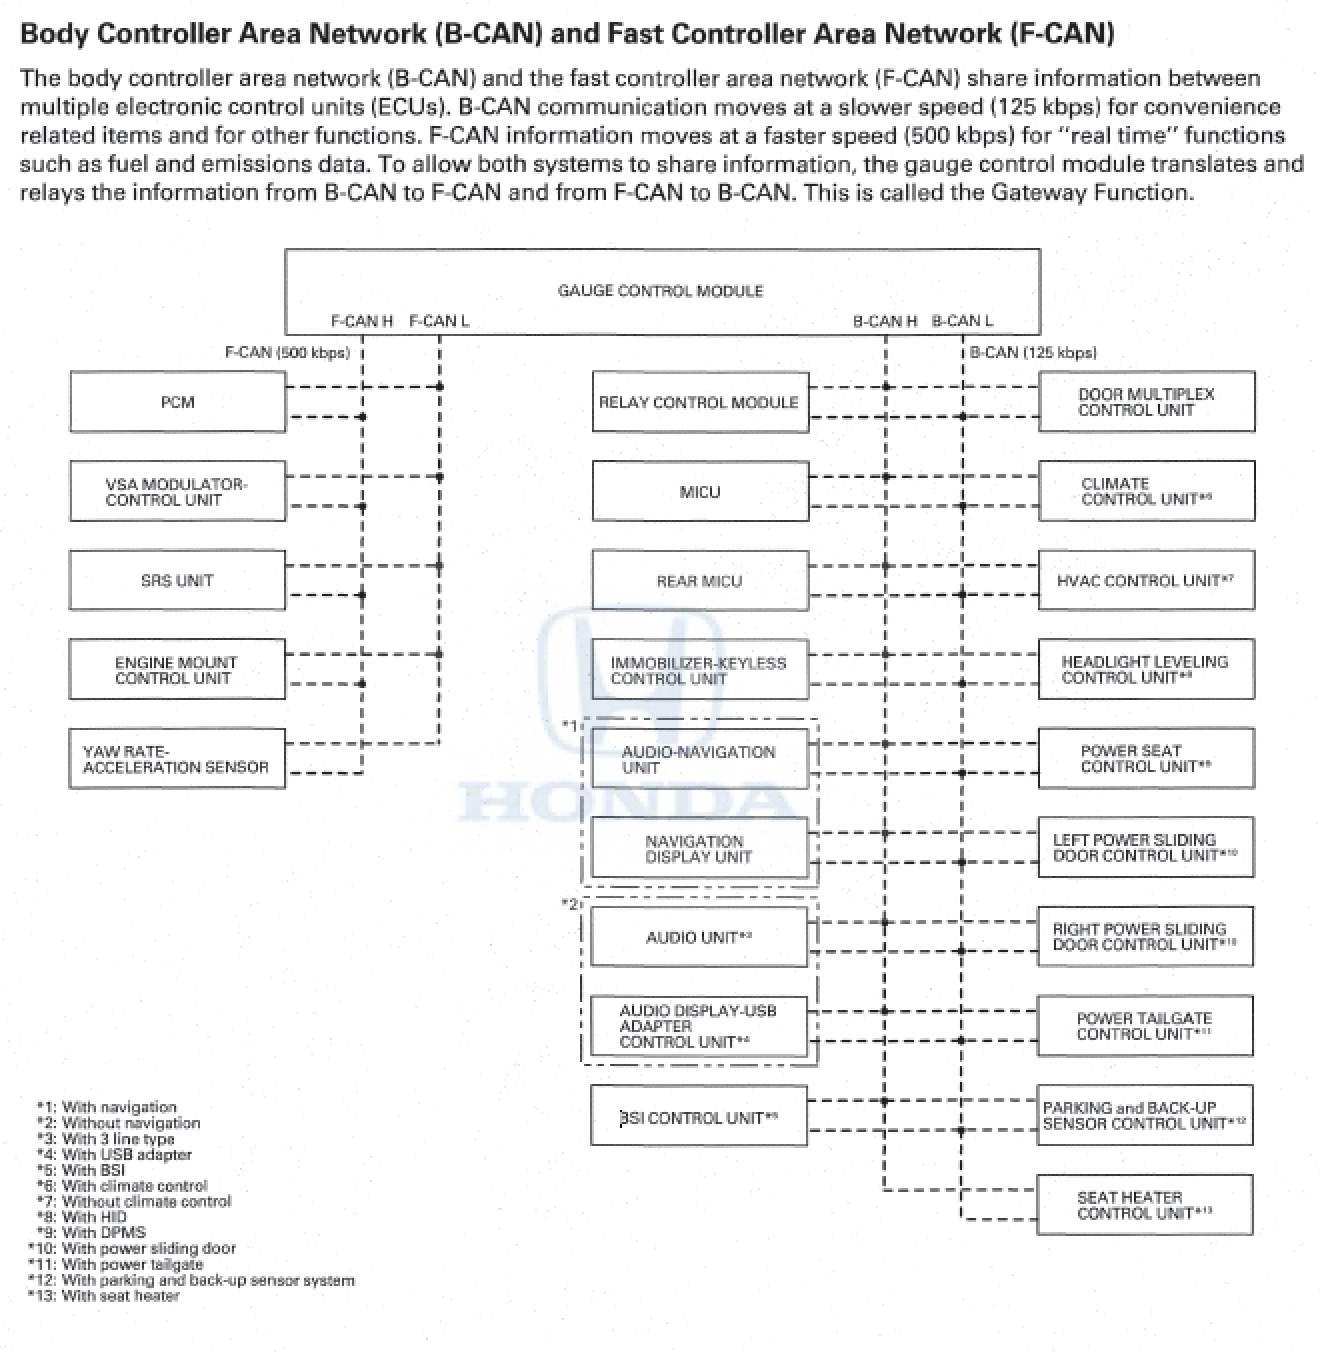 Body Controller Area Network (B-CAN) and Fast Controller Area Network (F-CAN)
The body controller area network (B-CAN) and the fast controller area network (F-CAN) share information between
multiple electronic control units (ECUs). B-CAN communication moves at a slower speed (125 kbps) for convenience
related items and for other functions. F-CAN information moves at a faster speed (500 kbps) for "real time" functions
such as fuel and emissions data. To allow both systems to share information, the gauge control module translates and
relays the information from B-CAN to F-CAN and from F-CAN to B-CAN. This is called the Gateway Function.
GAUGE CONTROL MODULE
F-CAN H F-CAN L
B-CAN H B-CAN L
F-CAN (500 kbps)
B-CAN (125 kbps)
PCM
VSA MODULATOR-
CONTROL UNIT
SRS UNIT
ENGINE MOUNT
CONTROL UNIT
YAW RATE-
ACCELERATION SENSOR
RELAY CONTROL MODULE
MICU
REAR MICU
IMMOBILIZER-KEYLESS
CONTROL UNIT
*1
AUDIO-NAVIGATION
UNIT
NAVIGATION
DISPLAY UNIT
*2
AUDIO UNIT*3
AUDIO DISPLAY-USB
ADAPTER
CONTROL UNIT*4
BSI CONTROL UNIT*5
DOOR MULTIPLEX
CONTROL UNIT
CLIMATE
CONTROL UNIT*6
HVAC CONTROL UNIT*7
HEADLIGHT LEVELING
CONTROL UNIT*8
POWER SEAT
CONTROL UNIT*9
LEFT POWER SLIDING
DOOR CONTROL UNIT*10
RIGHT POWER SLIDING
DOOR CONTROL UNIT*10
POWER TAILGATE
CONTROL UNIT*11
PARKING and BACK-UP
SENSOR CONTROL UNIT*12
SEAT HEATER
CONTROL UNIT*13
HONDA
*1: With navigation
*2: Without navigation
*3: With 3 line type
*4: With USB adapter
*5: With BSI
*6: With climate control
*7: Without climate control
*8: With HID
*9: With DPMS
*10: With power sliding door
*11: With power tailgate
*12: With parking and back-up sensor system
*13: With seat heater